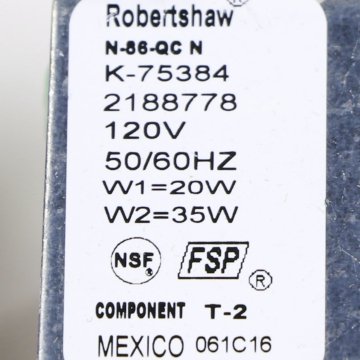 Robertshaw®
N-86-QC N
K-75384
2188778
120V
50/60HZ
W1=20W
W2=35W
NSF® FSP®
COMPONENT T-2
MEXICO 061C16